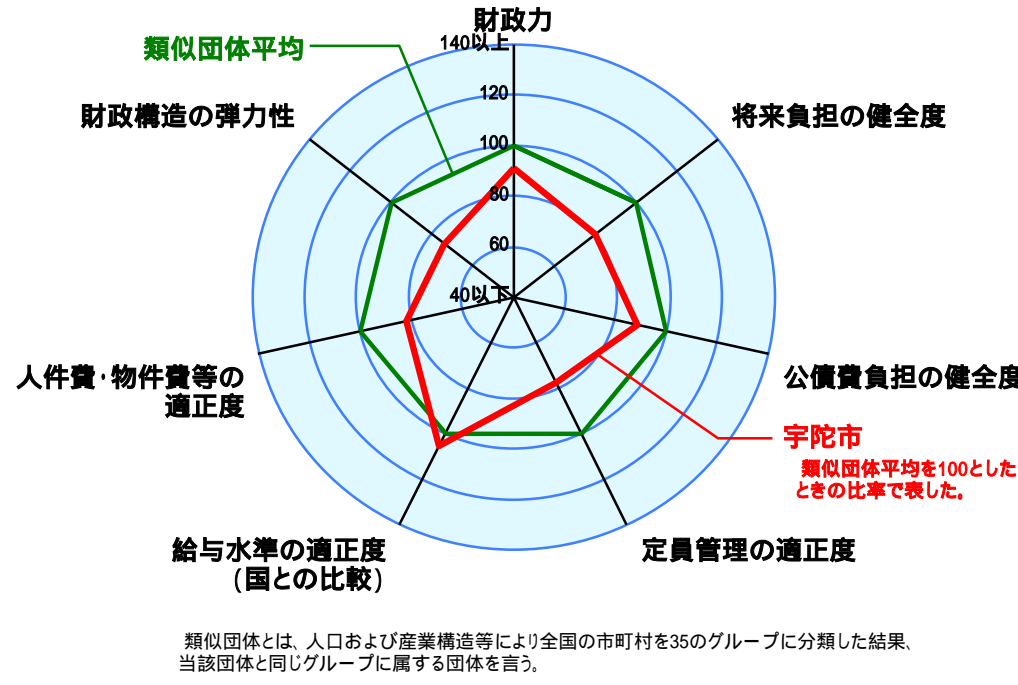 財政力
140以上
類似団体平均
120
財政構造の弾力性
将来負担の健全度
100
80
60
40以下
人件費・物件費等の
適正度
公債費負担の健全度
宇陀市
類似団体平均を100とした
ときの比率で表した。
給与水準の適正度
(国との比較)
定員管理の適正度
類似団体とは、人口および産業構造等により全国の市町村を35のグループに分類した結果、
当該団体と同じグループに属する団体を言う。